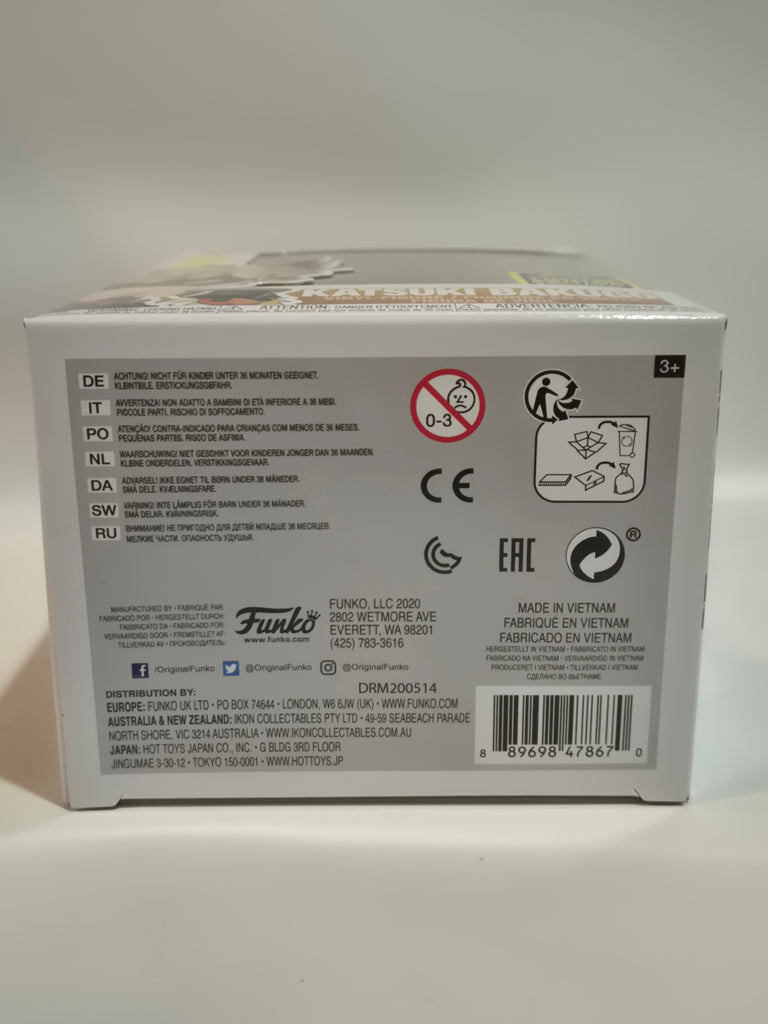 KATSUKI BAKUGO
ATTENTION: DANGER D'ÉTOUFFEMENT
ADVERTENCIA:
3+
DE ACHTUNG! NICHT FÜR KINDER UNTER 36 MONATEN GEEIGNET.
KLEINTEILE. ERSTICKUNGSGEFAHR.
IT AVVERTENZA! NON ADATTO A BAMBINI DI ETÀ INFERIORE A 36 MESI.
PICCOLE PARTI. RISCHIO DI SOFFOCAMENTO.
PO ATENÇÃO! CONTRA-INDICADO PARA CRIANÇAS COM MENOS DE 36 MESES.
PEQUENAS PARTES. RISCO DE ASFIXIA.
NL WAARSCHUWING! NIET GESCHIKT VOOR KINDEREN JONGER DAN 36 MAANDEN.
KLEINE ONDERDELEN. VERSTIKKINGSGEVAAR.
DA ADVARSEL! IKKE EGNET TIL BØRN UNDER 36 MÅNEDER.
SMÅ DELE. KVÆLNINGSFARE.
SW VARNING! INTE LÄMPLIG FÖR BARN UNDER 36 MÅNADER.
SMÅ DELAR. KVÄVNINGSRISK.
RU ВНИМАНИЕ! НЕ ПРИГОДНО ДЛЯ ДЕТЕЙ МЛАДШЕ 36 МЕСЯЦЕВ.
МЕЛКИЕ ЧАСТИ. ОПАСНОСТЬ УДУШЬЯ.
0-3
CE
EAC
®
MANUFACTURED BY • FABRIQUÉ PAR:
FABRICADO POR • HERGESTELLT DURCH:
FABBRICATO DA • FABRICADO POR:
VERVAARDIGD DOOR • FREMSTILLET AF:
TILLVERKAD AV • ПРОИЗВОДИТЕЛЬ:
Funko
www.funko.com
FUNKO, LLC 2020
2802 WETMORE AVE
EVERETT, WA 98201
(425) 783-3616
/OriginalFunko @OriginalFunko @OriginalFunko
DRM200514
DISTRIBUTION BY:
EUROPE: FUNKO UK LTD • PO BOX 74644 • LONDON, W6 6JW (UK) • WWW.FUNKO.COM
AUSTRALIA & NEW ZEALAND: IKON COLLECTABLES PTY LTD • 49-59 SEABEACH PARADE
NORTH SHORE, VIC 3214 AUSTRALIA • WWW.IKONCOLLECTABLES.COM.AU
JAPAN: HOT TOYS JAPAN CO., INC. • G BLDG 3RD FLOOR
JINGUMAE 3-30-12 • TOKYO 150-0001 • WWW.HOTTOYS.JP
MADE IN VIETNAM
FABRIQUÉ EN VIETNAM
FABRICADO EN VIETNAM
HERGESTELLT IN VIETNAM • FABBRICATO IN VIETNAM
FABRICADO NA VIETNAM • VERVAARDIGD IN VIETNAM
PRODUCERET I VIETNAM • TILLVERKAD I VIETNAM
СДЕЛАНО ВО ВЬЕТНАМЕ
8 89698 47867 0